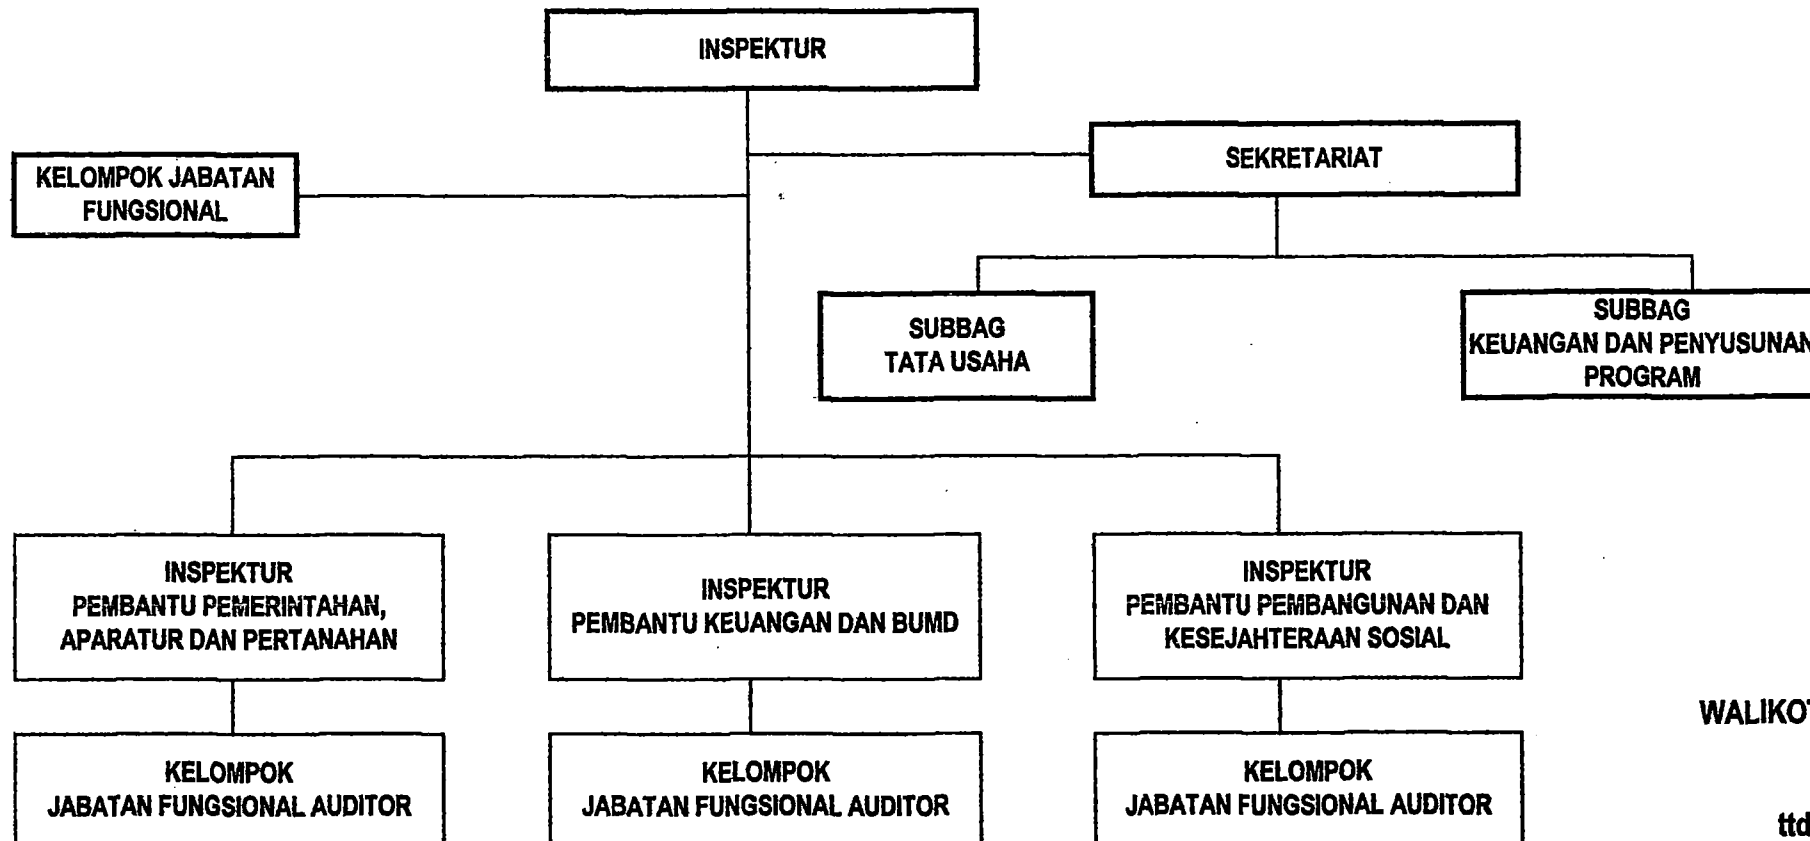 INSPEKTUR
SEKRETARIAT
KELOMPOK JABATAN
FUNGSIONAL
SUBBAG
TATA USAHA
SUBBAG
KEUANGAN DAN PENYUSUNAN
PROGRAM
INSPEKTUR
PEMBANTU PEMERINTAHAN,
APARATUR DAN PERTANAHAN
INSPEKTUR
PEMBANTU KEUANGAN DAN BUMD
INSPEKTUR
PEMBANTU PEMBANGUNAN DAN
KESEJAHTERAAN SOSIAL
KELOMPOK
JABATAN FUNGSIONAL AUDITOR
KELOMPOK
JABATAN FUNGSIONAL AUDITOR
KELOMPOK
JABATAN FUNGSIONAL AUDITOR
ttd